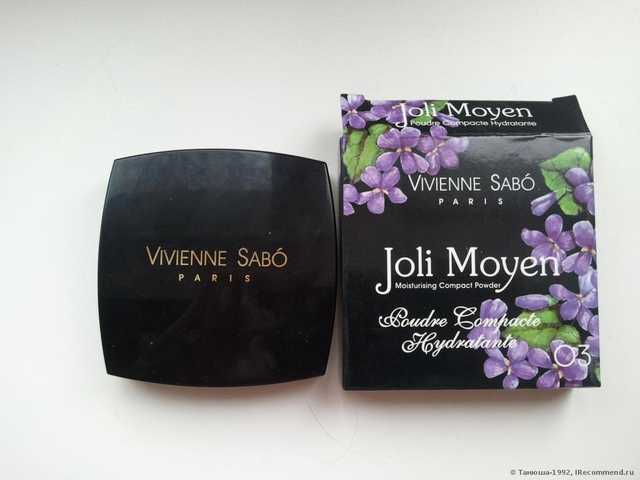 VIVIENNE SABÓ
PARIS
Joli Moyen
Poudre Compacte Hydratante
VIVIENNE SABÓ
PARIS
Joli Moyen
Moisturising Compact Powder
Poudre Compacte
Hydratante
03
© Танюша-1992, IRecommend.ru